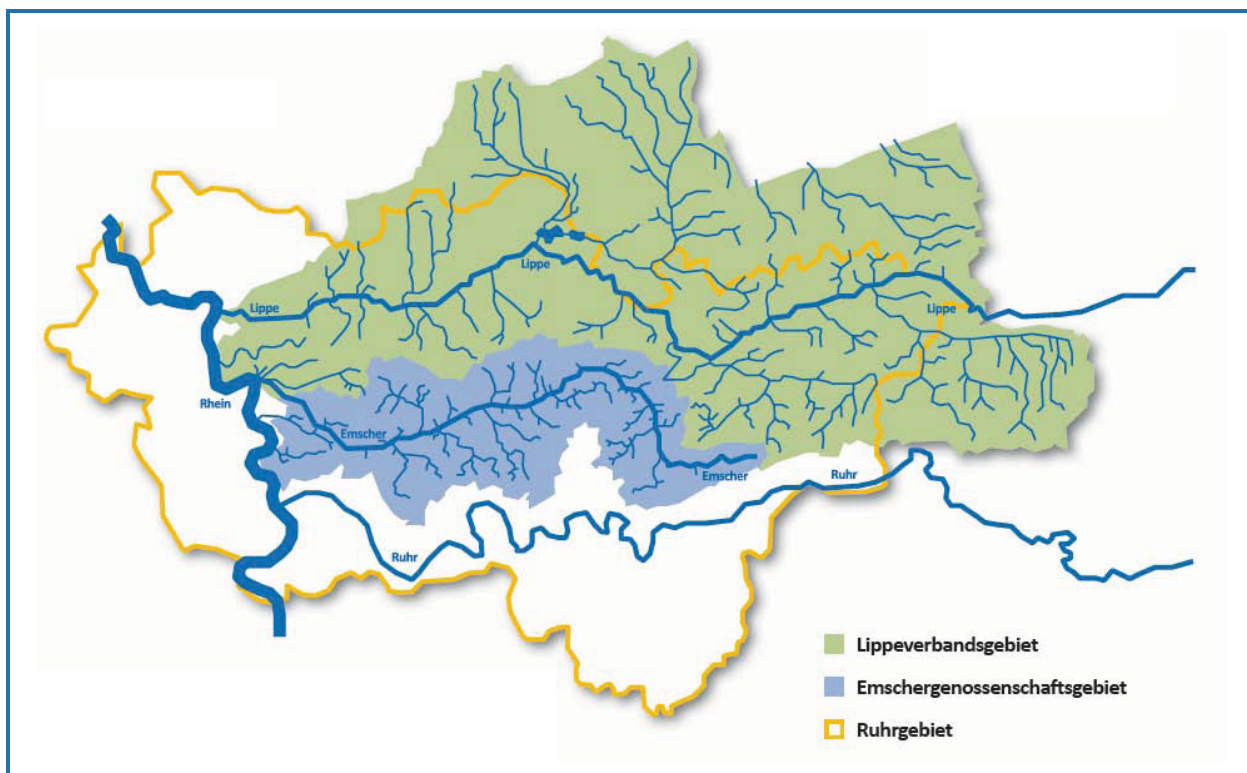 Lippe
Lippe
Lippe
Rhein
Emscher
Emscher
Ruhr
Ruhr
Lippeverbandsgebiet
Emschergenossenschaftsgebiet
Ruhrgebiet